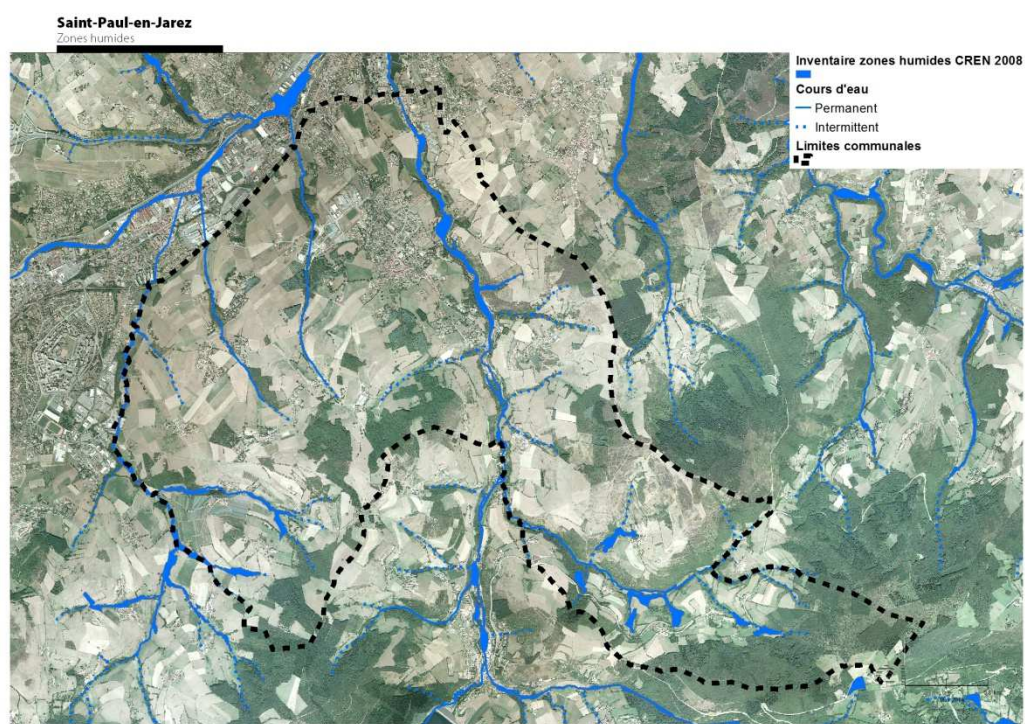 Saint-Paul-en-Jarez
Zones humides
Inventaire zones humides CREN 2008
Cours d'eau
Permanent
Intermittent
Limites communales